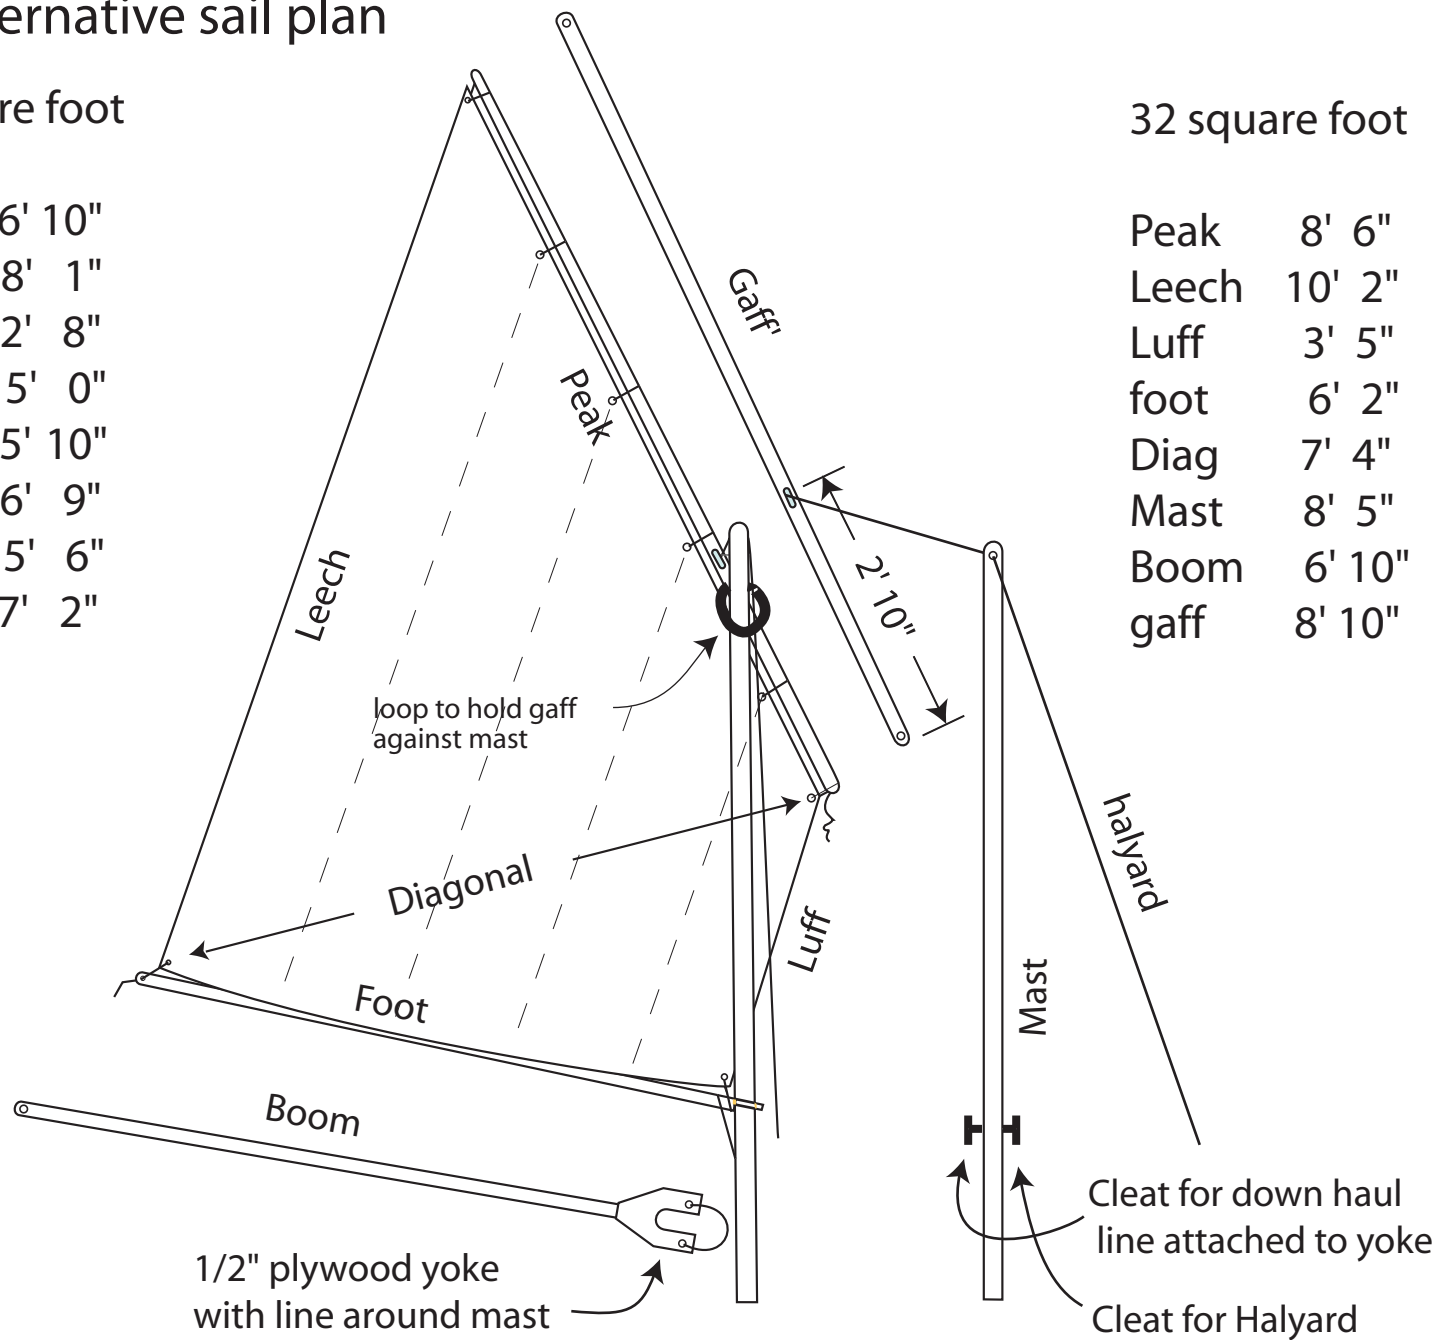 ernative sail plan
re foot
6' 10"
8' 1"
2' 8"
5' 0"
5' 10"
6' 9"
5' 6"
7' 2"
32 square foot
Peak 8' 6"
Leech 10' 2"
Luff 3' 5"
foot 6' 2"
Diag 7' 4"
Mast 8' 5"
Boom 6' 10"
gaff 8' 10"
Gaff'
Peak
Leech
2' 10"
loop to hold gaff
against mast
Diagonal
Luff
halyard
Foot
Mast
Boom
1/2" plywood yoke
with line around mast
Cleat for down haul
line attached to yoke
Cleat for Halyard